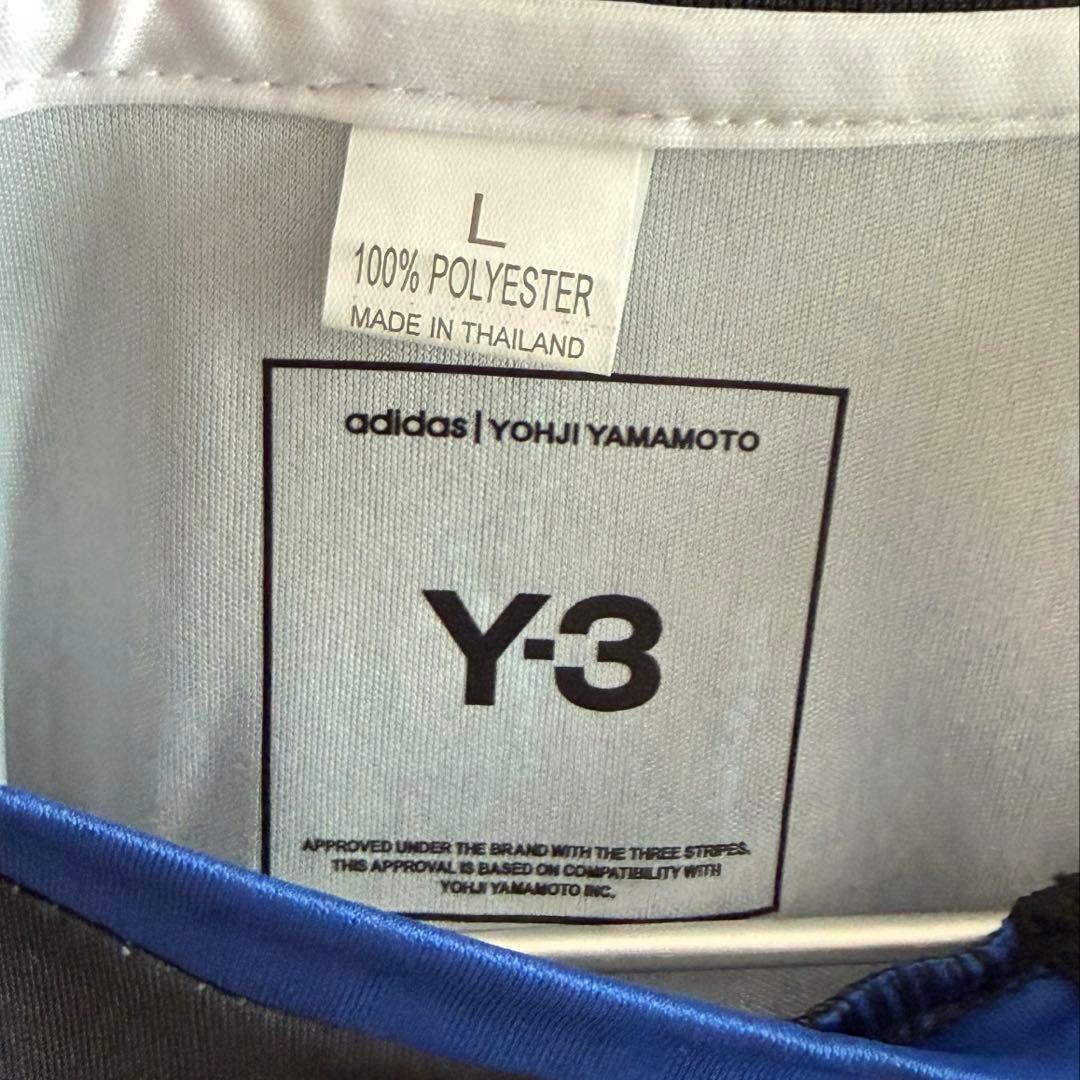 L
100% POLYESTER
MADE IN THAILAND
adidas | YOHJI YAMAMOTO
Y-3
APPROVED UNDER THE BRAND WITH THE THREE STRIPES.
THIS APPROVAL IS BASED ON COMPATIBILITY WITH
YOHJI YAMAMOTO INC.